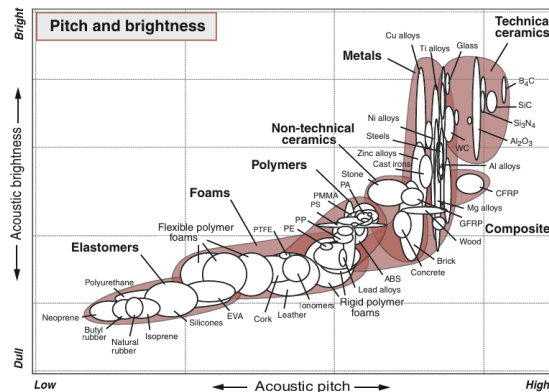 Bright
Pitch and brightness
Technical
ceramics
Cu alloys
Ti alloys
Glass
Metals
B4C
SiC
Si3N4
Al2O3
Ni alloys
Steels
WC
Non-technical
ceramics
Zinc alloys
Cast irons
Al alloys
Stone
CFRP
Polymers
PA
PMMA
PS
Mg alloys
GFRP
Composite
Wood
Foams
Flexible polymer
foams
PTFE
PP
PE
Brick
Concrete
ABS
Lead alloys
Rigid polymer
foams
Elastomers
Polyurethane
Neoprene
Butyl
rubber
Natural
rubber
Isoprene
Silicones
EVA
Cork
Leather
Ionomers
Acoustic brightness
Dull
Low
Acoustic pitch
High